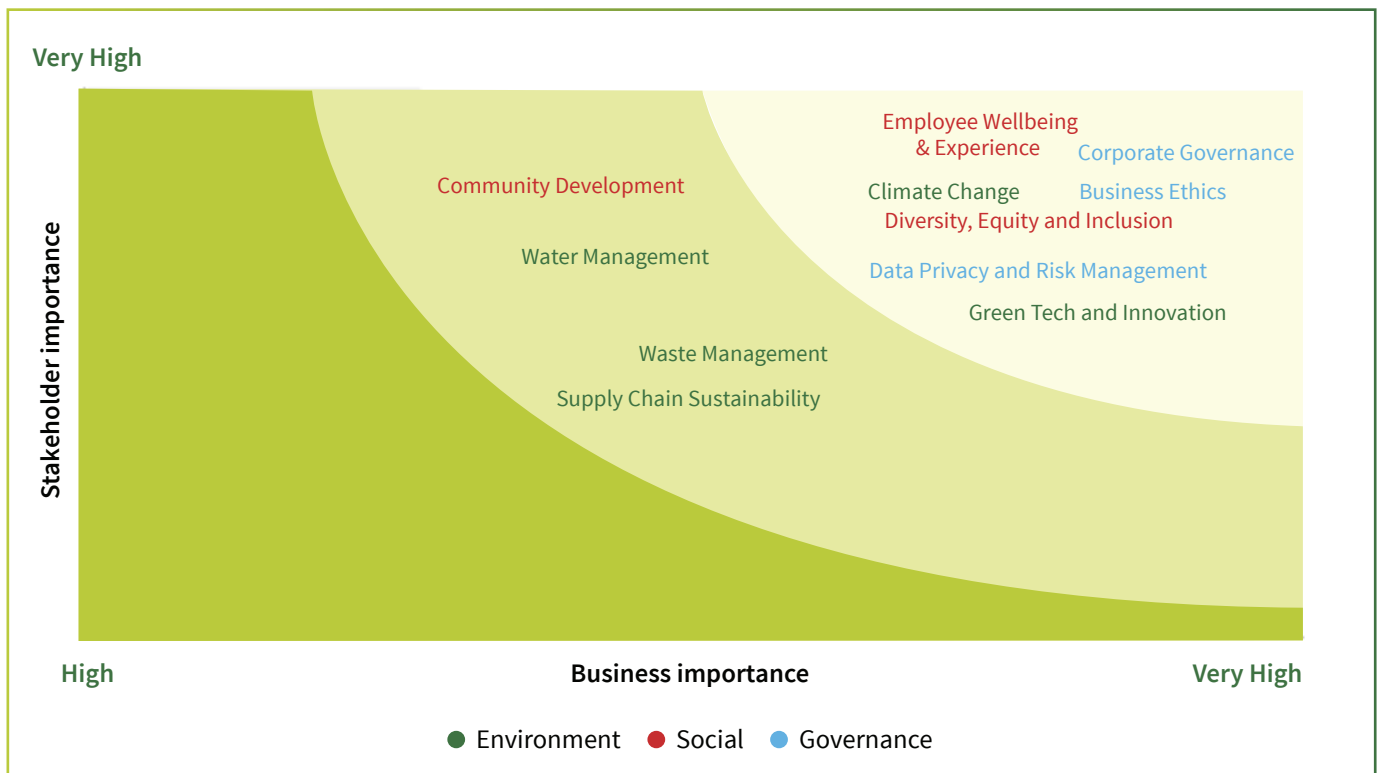 Very High
Employee Wellbeing
& Experience
Corporate Governance
Community Development
Climate Change
Business Ethics
Diversity, Equity and Inclusion
Water Management
Data Privacy and Risk Management
Green Tech and Innovation
Waste Management
Supply Chain Sustainability
Stakeholder importance
High
Business importance
Very High
Environment
Social
Governance